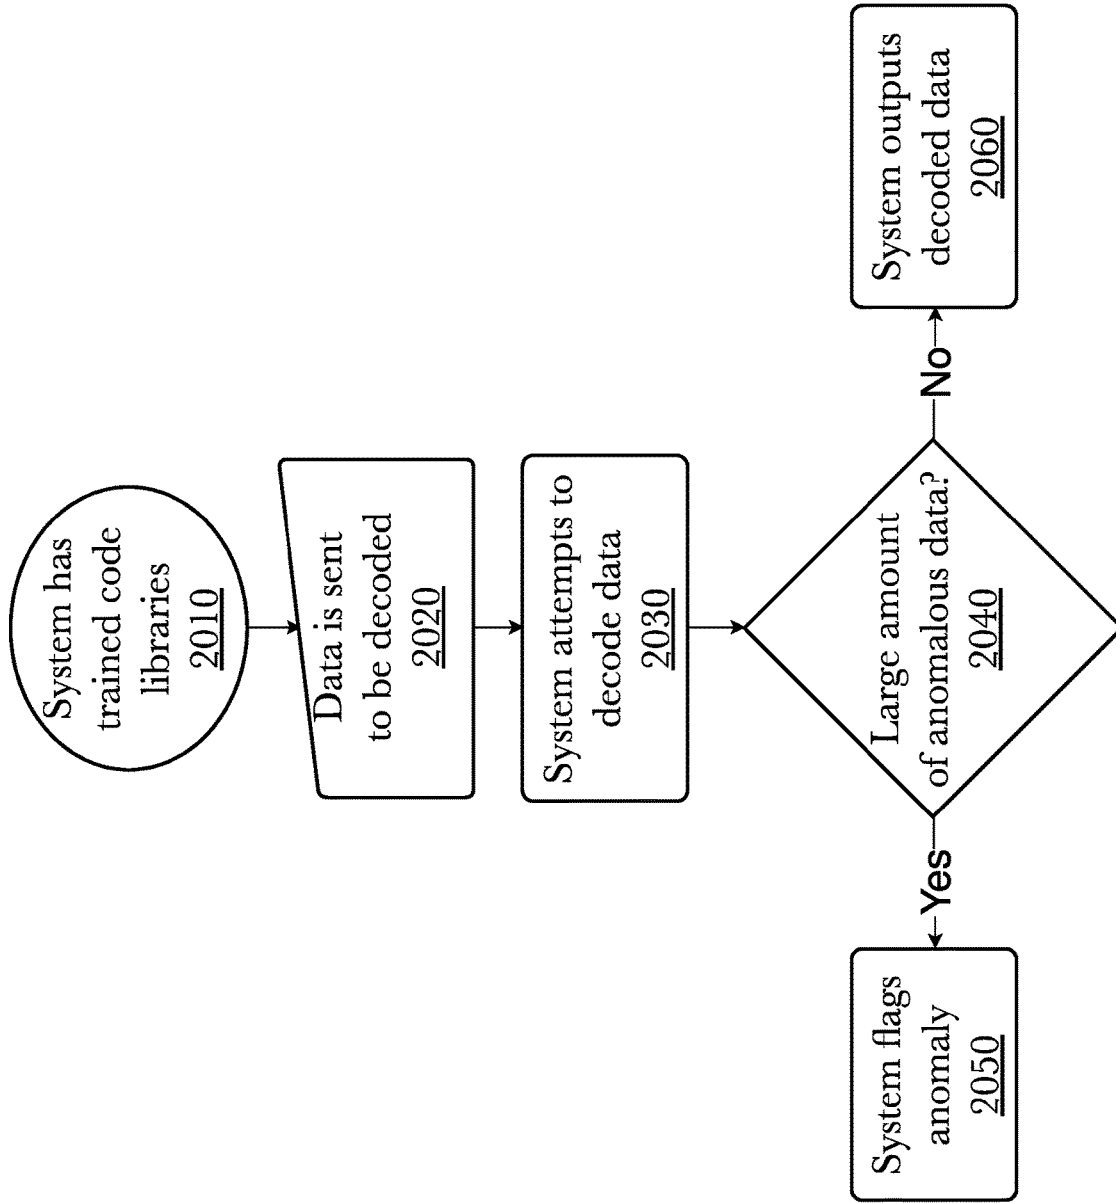 System has
trained code
libraries
2010
Data is sent
to be decoded
2020
System attempts to
decode data
2030
Large amount
of anomalous data?
2040
Yes
No
System flags
anomaly
2050
System outputs
decoded data
2060